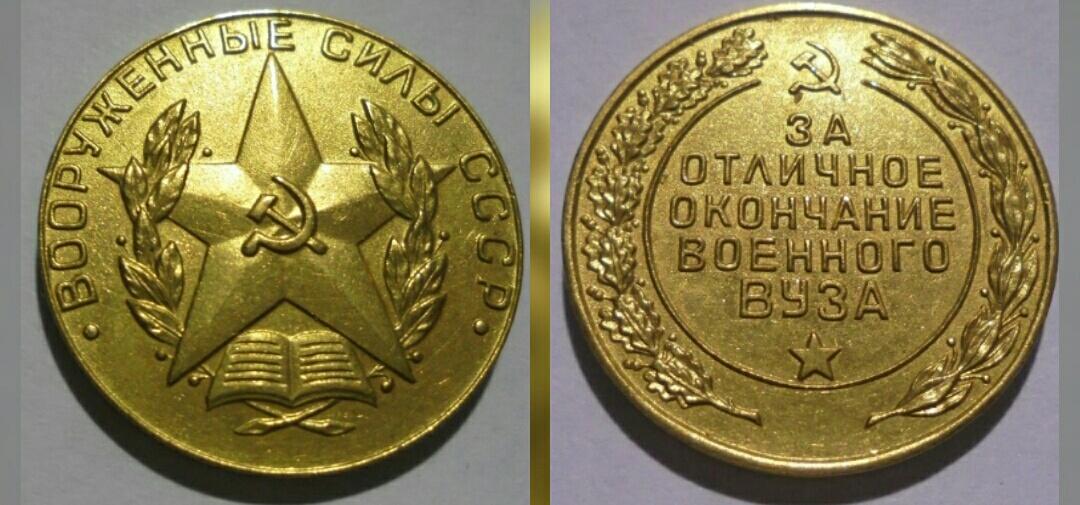 · ВООРУЖЕННЫЕ СИЛЫ СССР ·
ЗА
ОТЛИЧНОЕ
ОКОНЧАНИЕ
ВОЕННОГО
ВУЗА